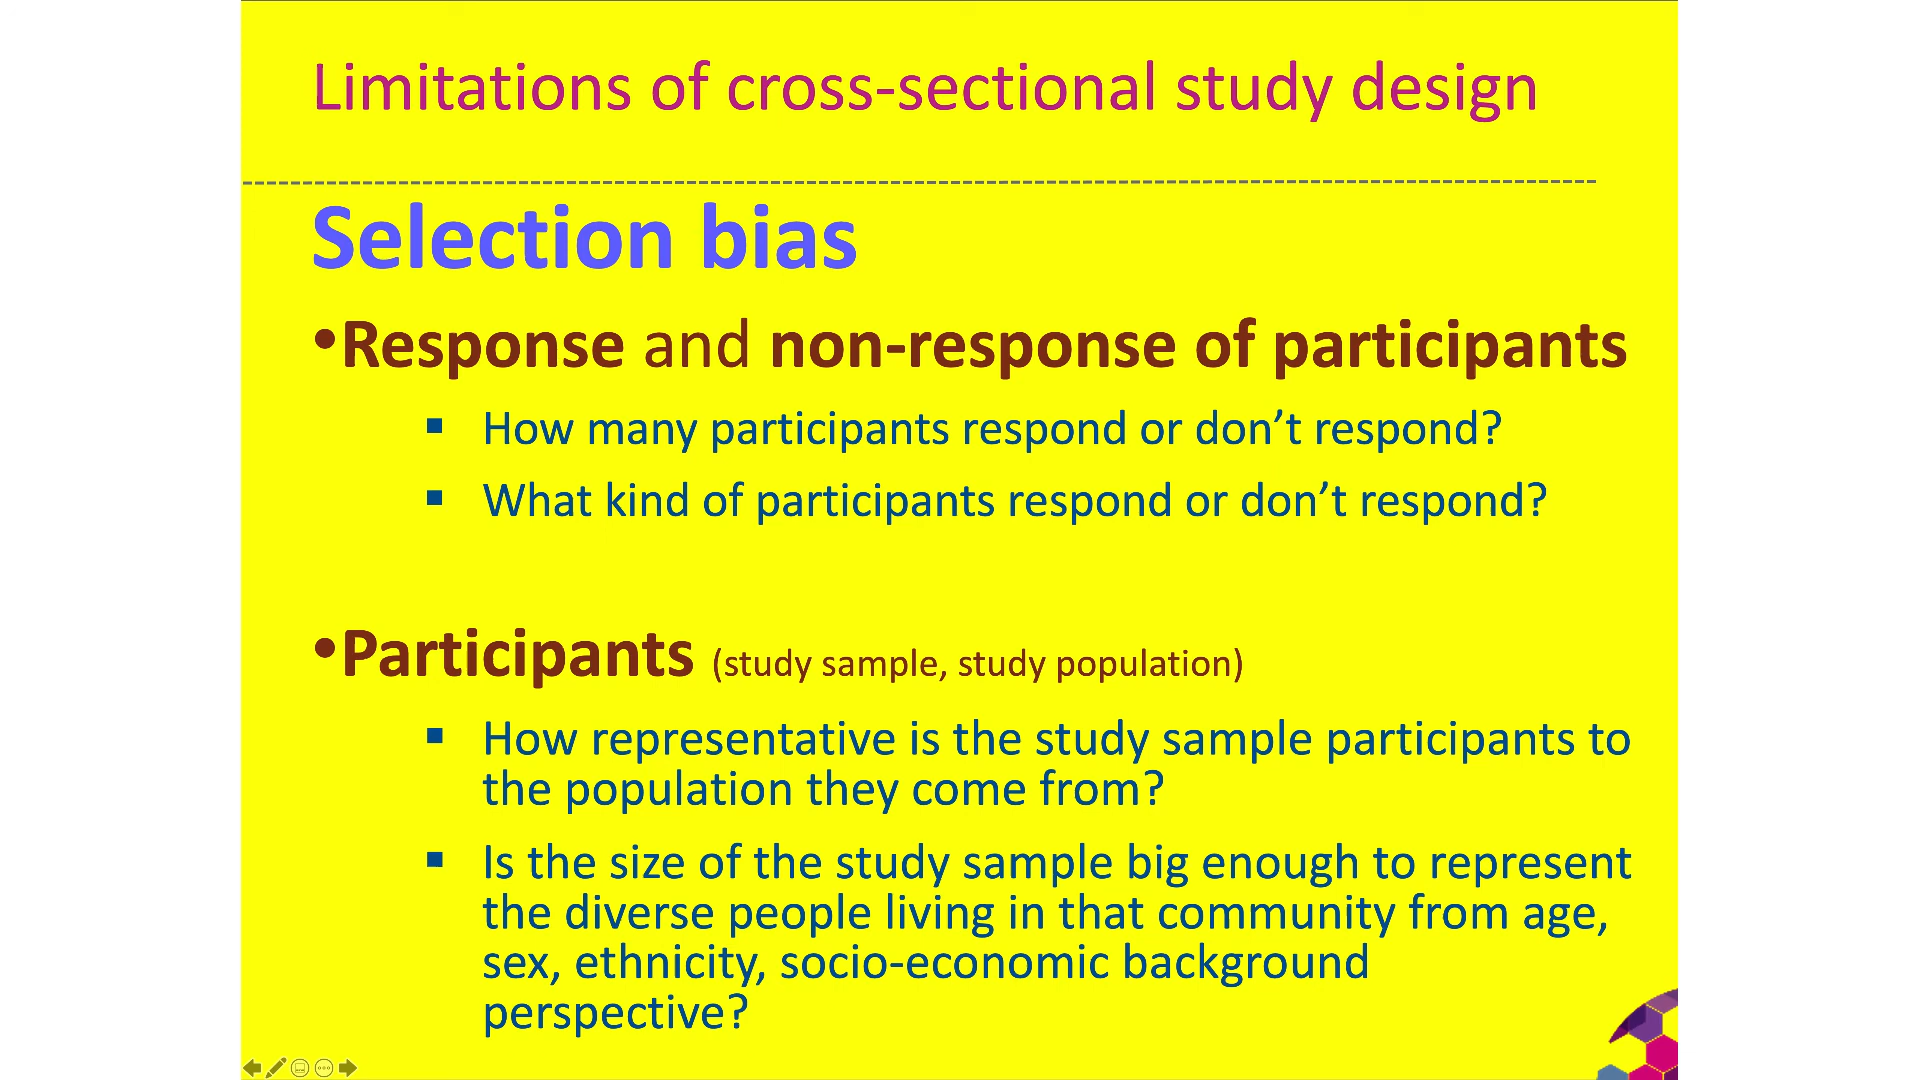 Limitations of cross-sectional study design
Selection bias
•Response and non-response of participants
▪ How many participants respond or don’t respond?
▪ What kind of participants respond or don’t respond?
•Participants (study sample, study population)
▪ How representative is the study sample participants to
the population they come from?
▪ Is the size of the study sample big enough to represent
the diverse people living in that community from age,
sex, ethnicity, socio-economic background
perspective?